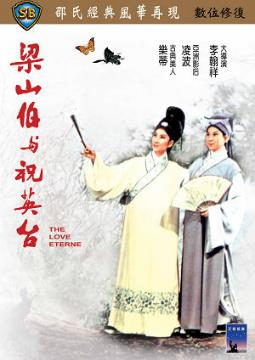 SB
邵氏經典風華再現
數位修復
大導演
李翰祥
亞洲影后
凌波
古典美人
樂蒂
梁山伯与祝英台
THE LOVE ETERNE